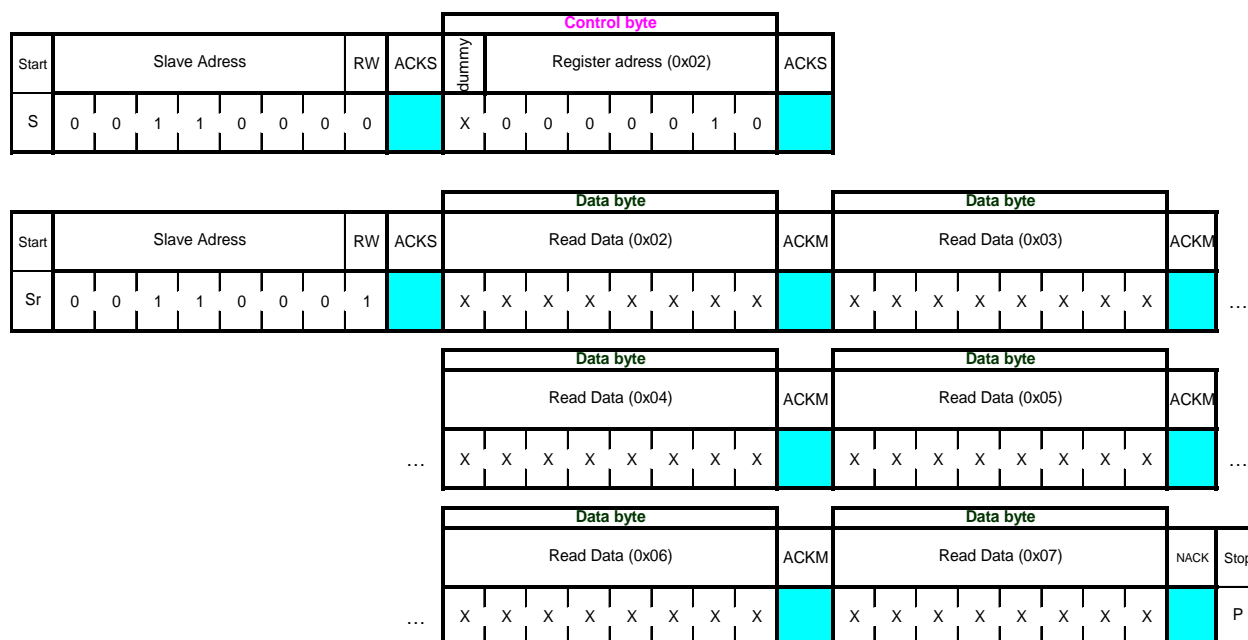 Control byte
Start Slave Adress RW ACKS dummy Register adress (0x02) ACKS
S 0 0 1 1 0 0 0 0 X 0 0 0 0 0 1 0
Data byte Data byte
Start Slave Adress RW ACKS Read Data (0x02) ACKM Read Data (0x03) ACKM
Sr 0 0 1 1 0 0 0 1 X X X X X X X X X X X X X X X X …
Data byte Data byte
Read Data (0x04) ACKM Read Data (0x05) ACKM
… X X X X X X X X X X X X X X X X …
Data byte Data byte
Read Data (0x06) ACKM Read Data (0x07) NACK Stop
… X X X X X X X X X X X X X X X X P